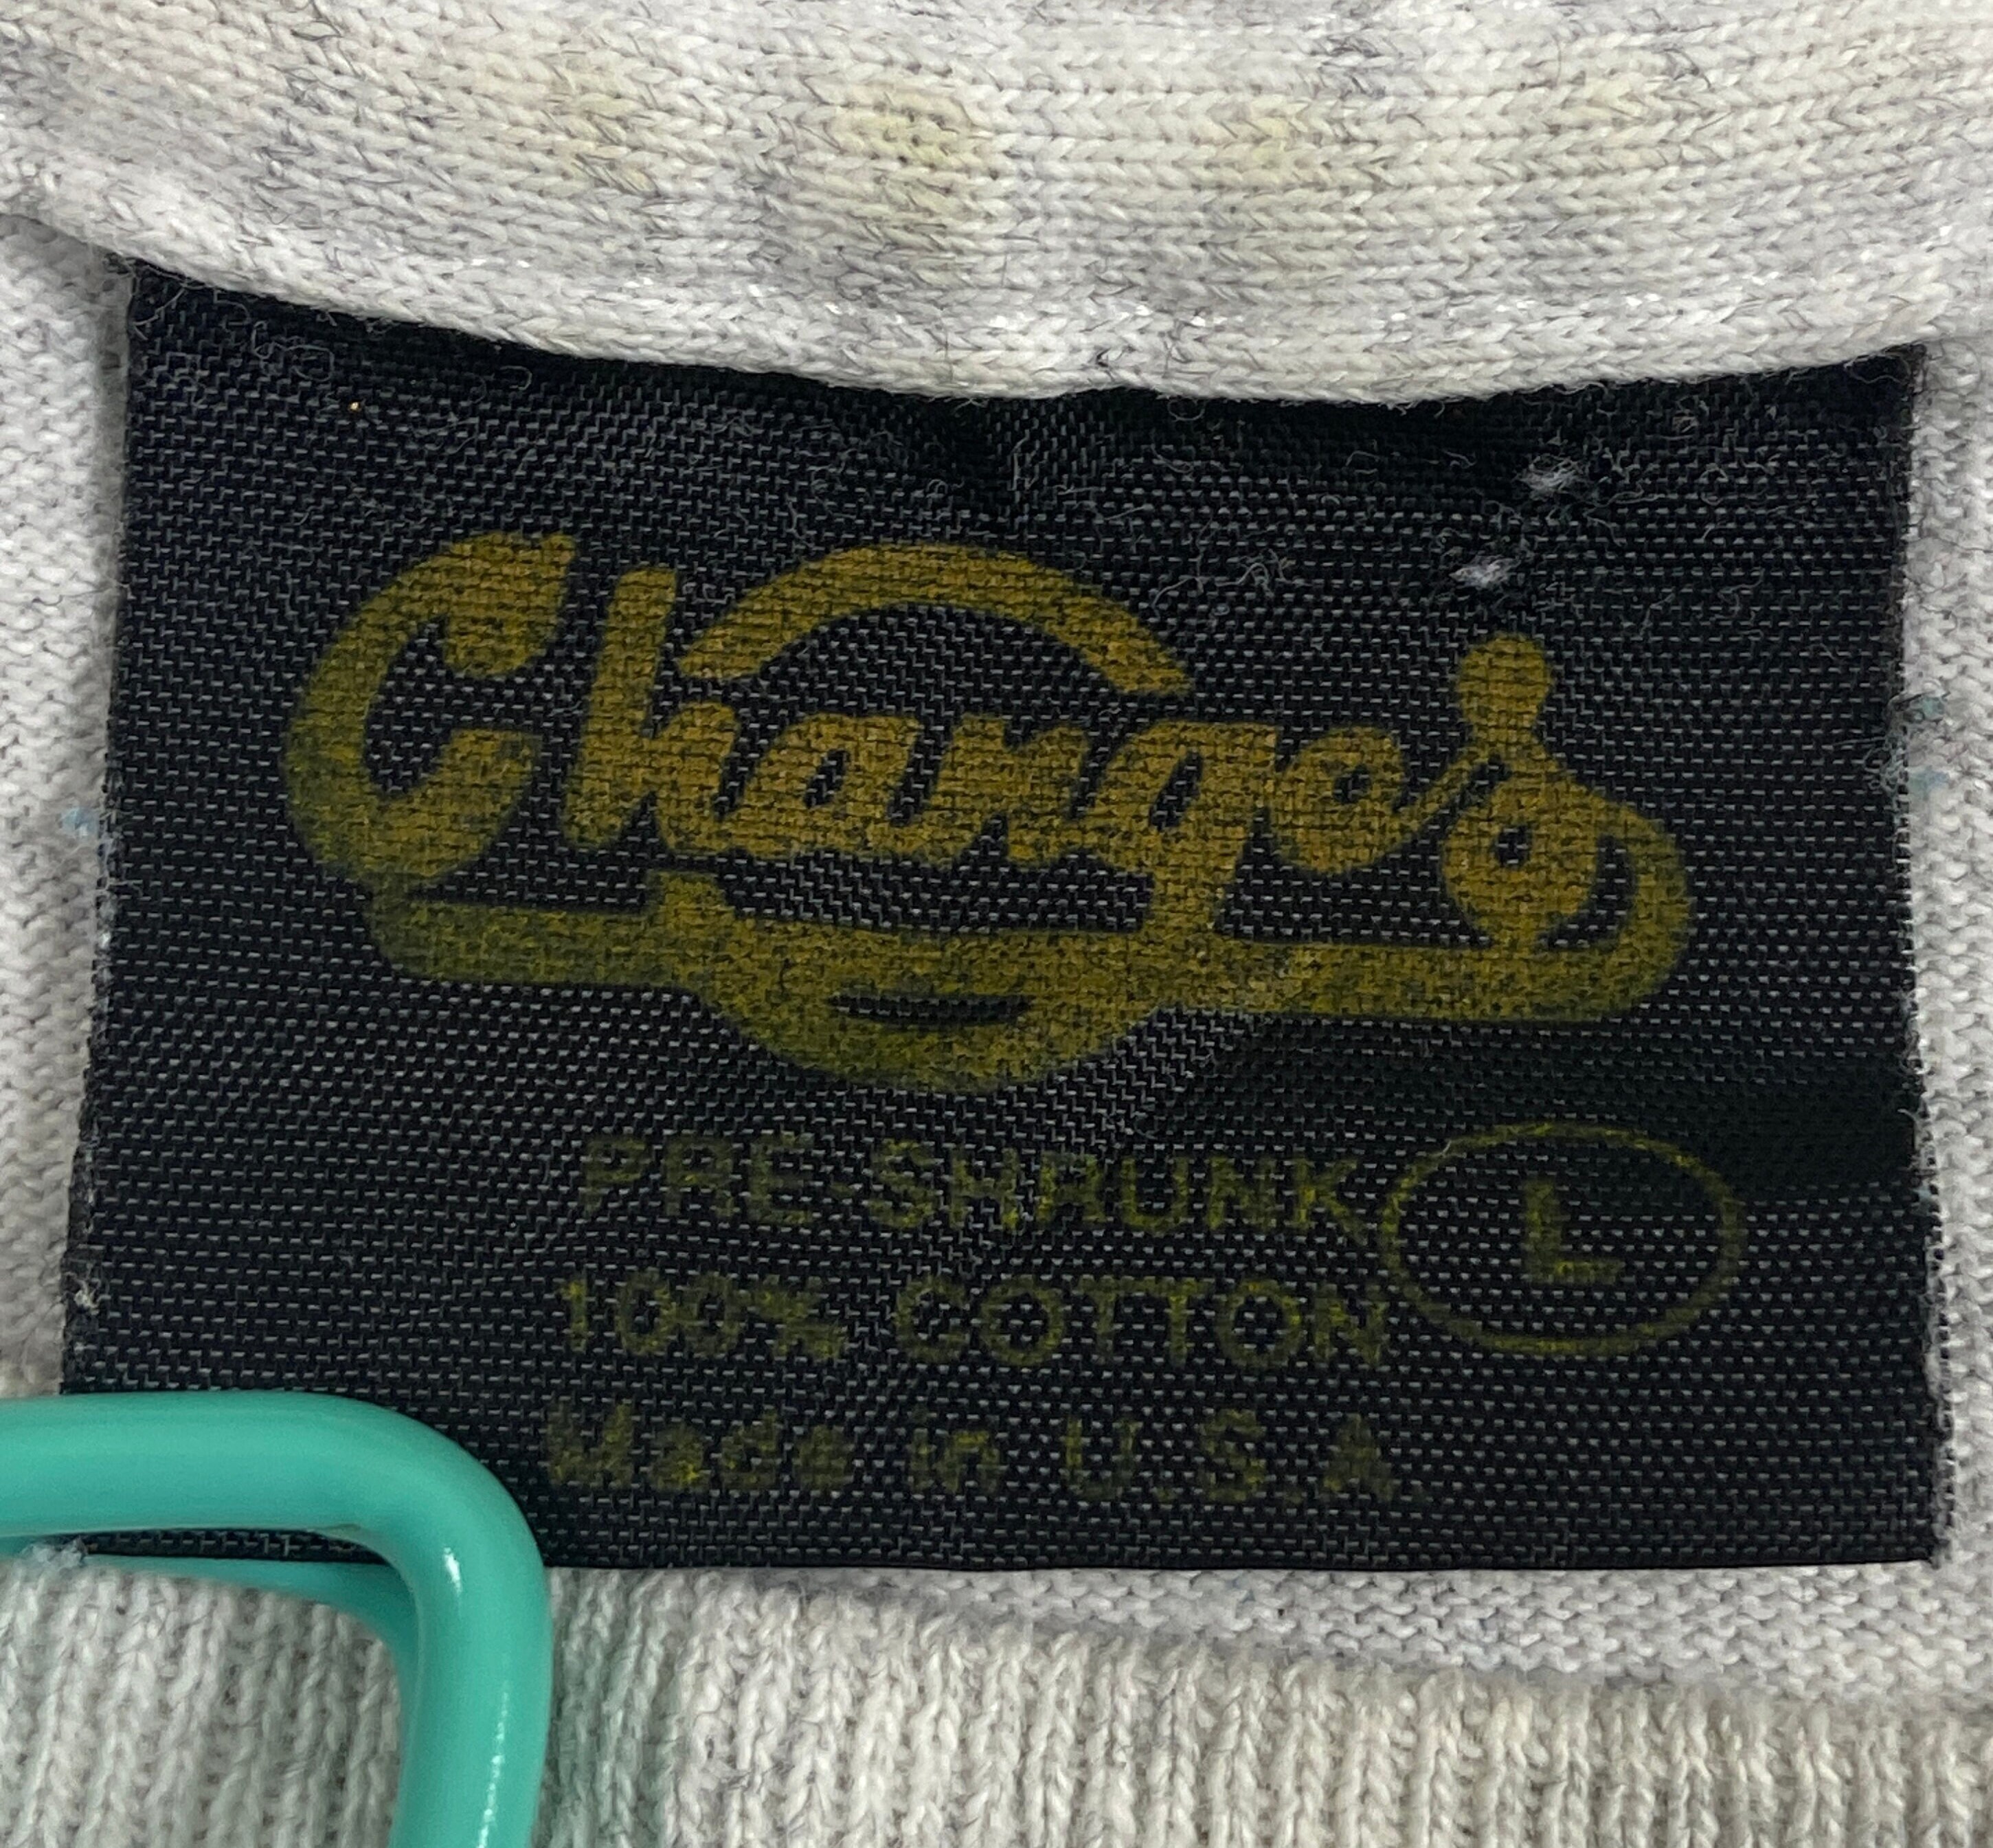 Changes
PRE-SHRUNK
L
100% COTTON
Made in U.S.A